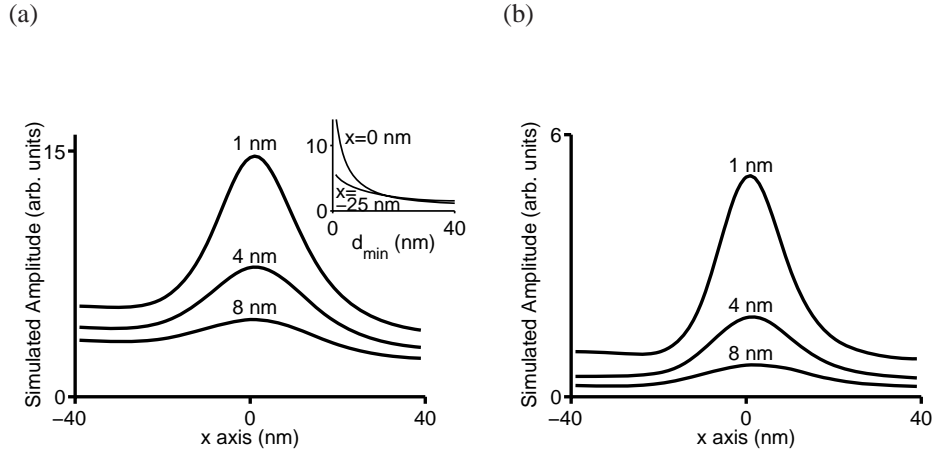 (a)
Simulated Amplitude (arb. units)
15
0
−40
0
40
x axis (nm)
1 nm
4 nm
8 nm
10
0
x=0 nm
x=
−25 nm
0
40
d_min (nm)
(b)
Simulated Amplitude (arb. units)
6
0
−40
0
40
x axis (nm)
1 nm
4 nm
8 nm